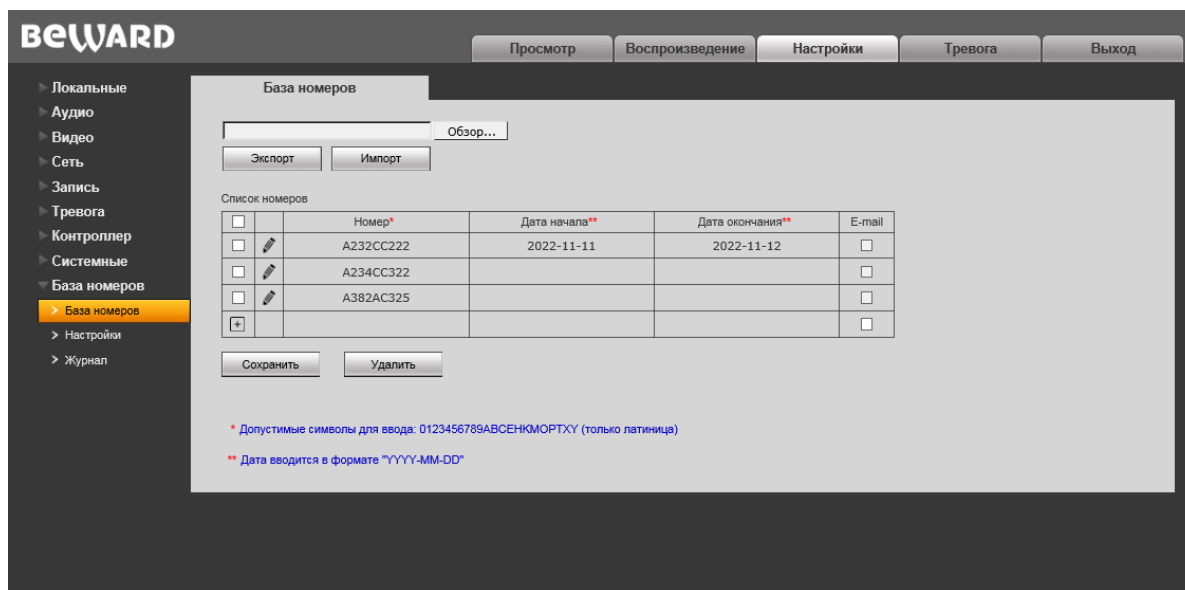 BEWARD
Просмотр Воспроизведение Настройки Тревога Выход
Локальные
Аудио
Видео
Сеть
Запись
Тревога
Контроллер
Системные
База номеров
База номеров
Настройки
Журнал
База номеров
Обзор...
Экспорт Импорт
Список номеров
Номер* Дата начала** Дата окончания** E-mail
A232CC222 2022-11-11 2022-11-12
A234CC322
A382AC325
Сохранить Удалить
* Допустимые символы для ввода: 0123456789ABCEHKMOPTXY (только латиница)
** Дата вводится в формате "YYYY-MM-DD"